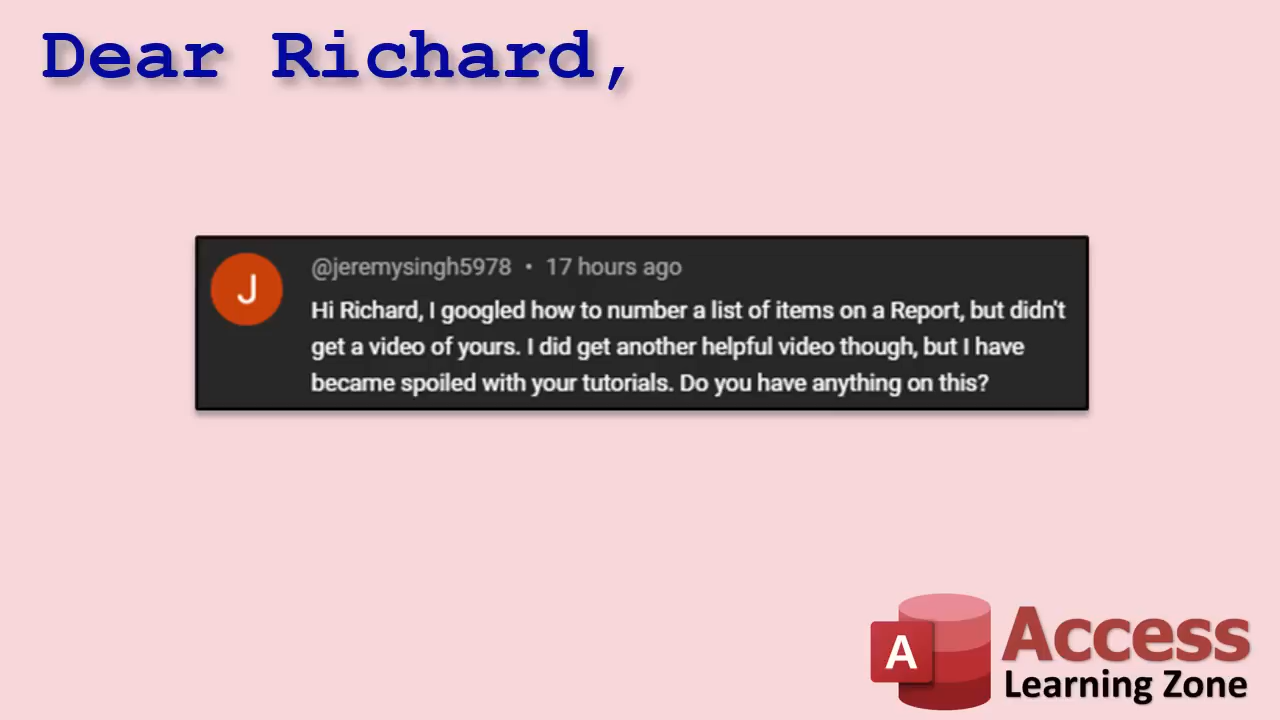 Dear Richard,
J
@jeremysingh5978 • 17 hours ago
Hi Richard, I googled how to number a list of items on a Report, but didn't
get a video of yours. I did get another helpful video though, but I have
became spoiled with your tutorials. Do you have anything on this?
A
Access
Learning Zone